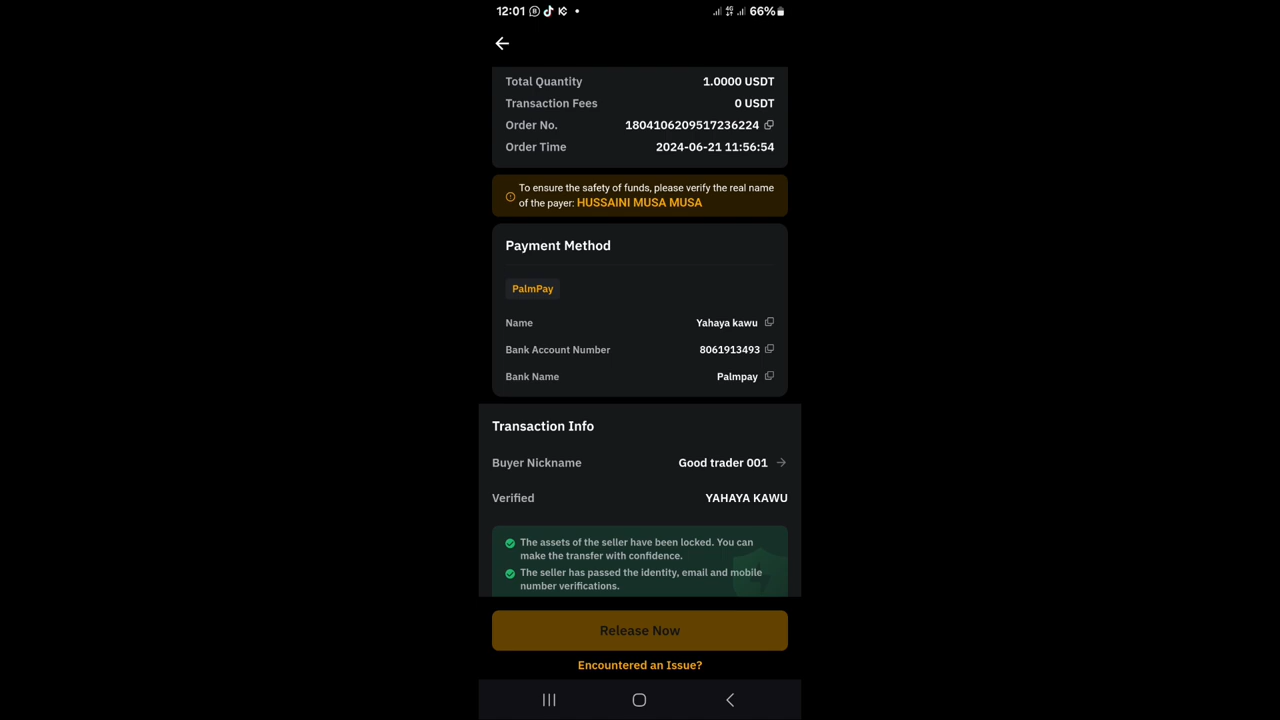 12:01 4G 66%
Total Quantity 1.0000 USDT
Transaction Fees 0 USDT
Order No. 1804106209517236224
Order Time 2024-06-21 11:56:54
To ensure the safety of funds, please verify the real name
of the payer: HUSSAINI MUSA MUSA
Payment Method
PalmPay
Name Yahaya kawu
Bank Account Number 8061913493
Bank Name Palmpay
Transaction Info
Buyer Nickname Good trader 001
Verified YAHAYA KAWU
The assets of the seller have been locked. You can
make the transfer with confidence.
The seller has passed the identity, email and mobile
number verifications.
Release Now
Encountered an Issue?